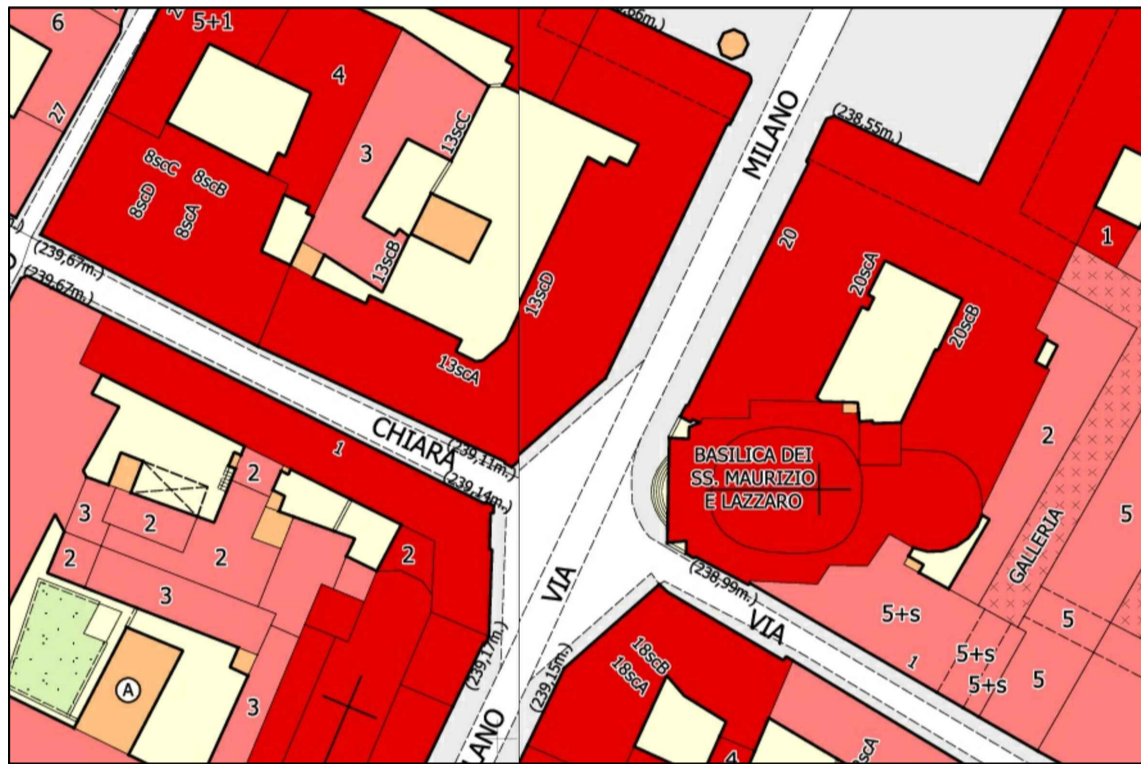 6
5+1
4
27
3
8scC
8scB
8scD
8scA
13scC
13scB
13scD
13scA
(239,67m.)
(239,67m.)
MILANO
(238,55m.)
20
20scA
20scB
1
2
5
GALLERIA
BASILICA DEI
SS. MAURIZIO
E LAZZARO
CHIARA
(239,11m.)
(239,14m.)
1
2
3
2
2
2
2
3
3
A
VIA
(239,17m.)
(239,15m.)
(238,99m.)
VIA
18scB
18scA
5+s
5+s
5+s
5
5
1